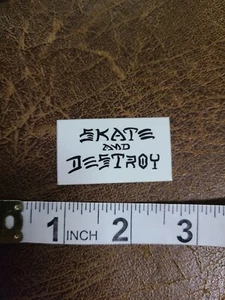 SKATE
AND
DESTROY
1 INCH 2 3